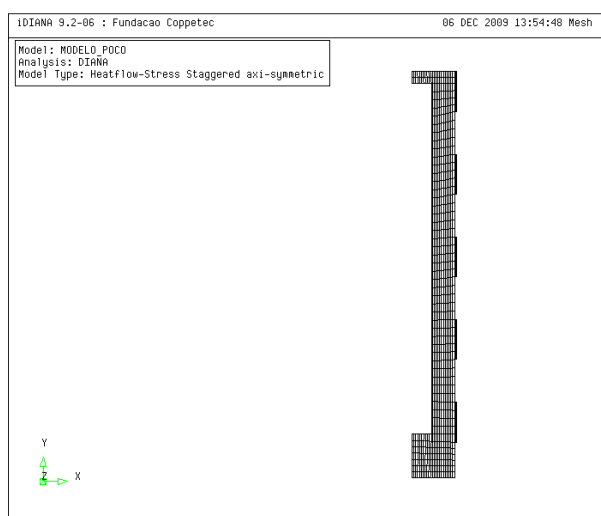 iDIANA 9.2-06 : Fundacao Coppetec
06 DEC 2009 13:54:48 Mesh
Model: MODELO_POCO
Analysis: DIANA
Model Type: Heatflow-Stress Staggered axi-symmetric
Y
Z
X